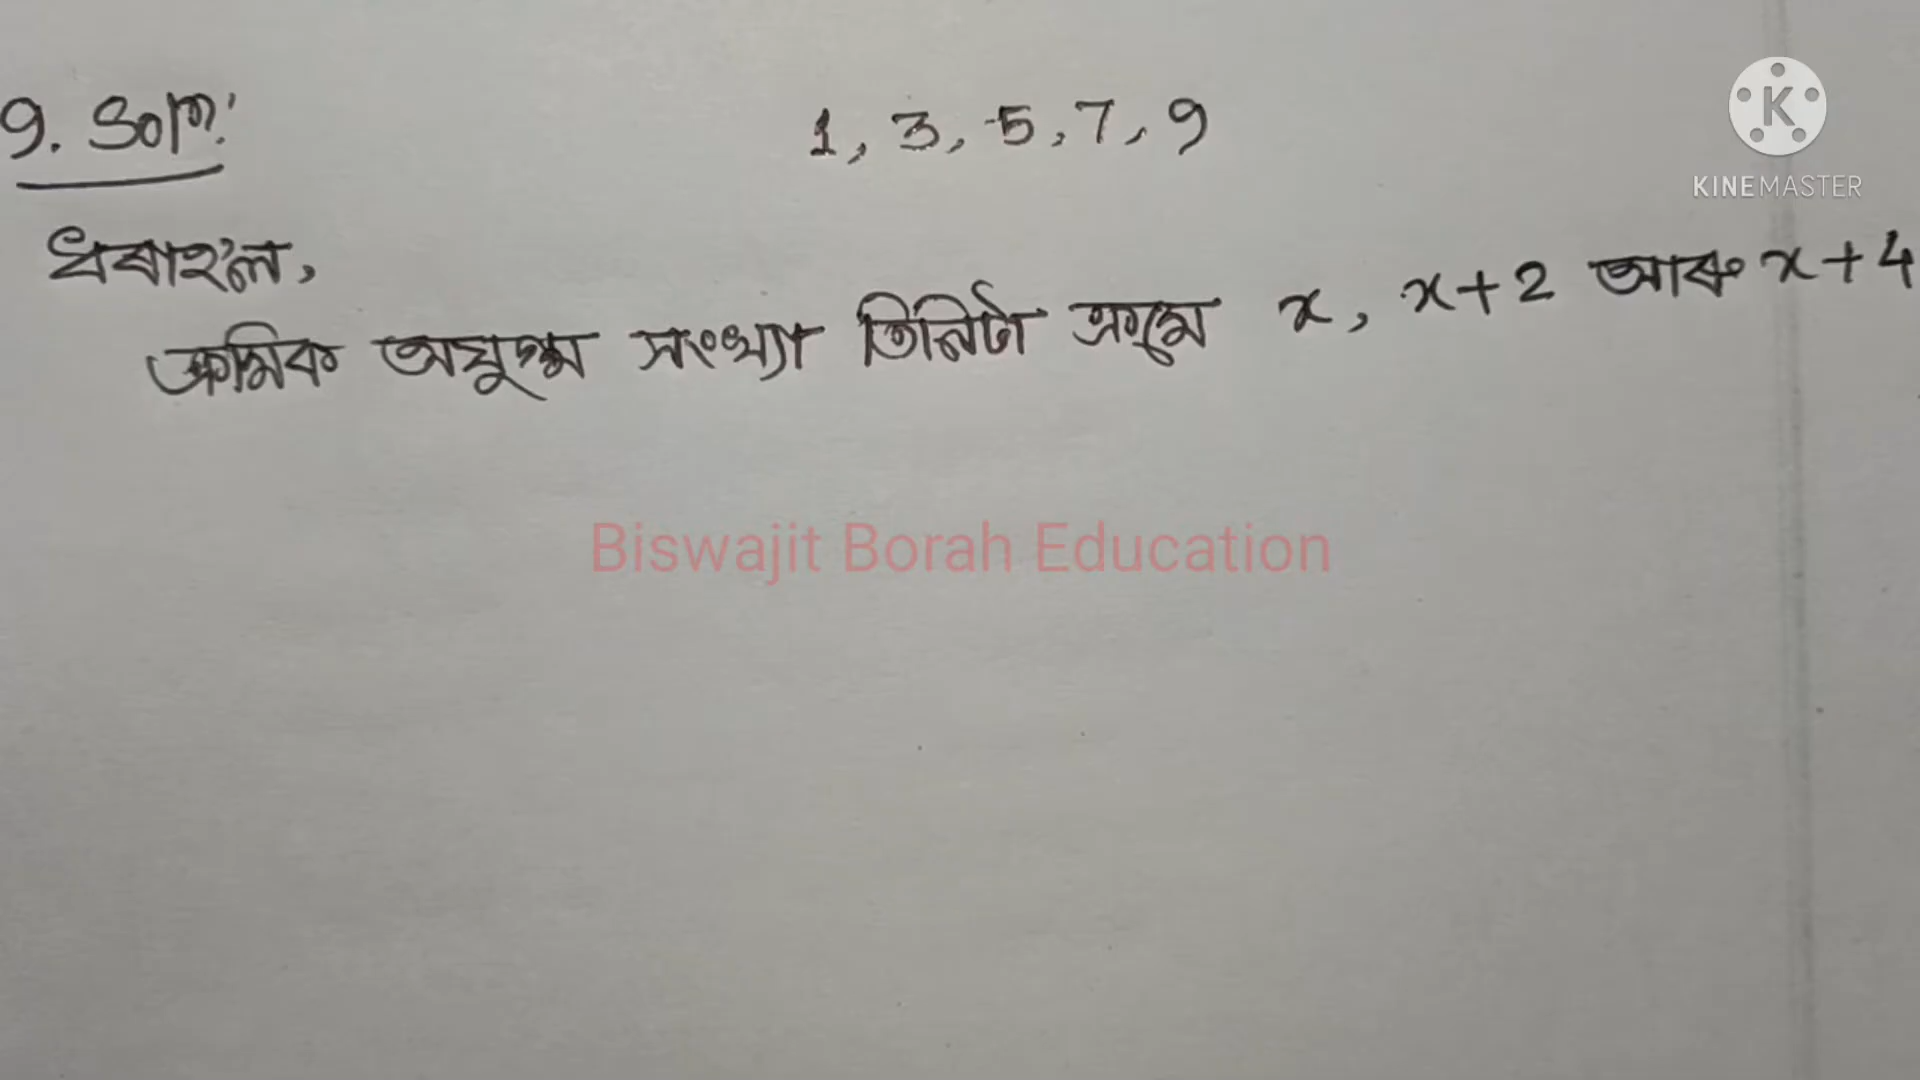 9. Solⁿ:
1, 3, 5, 7, 9
K
KINEMASTER
ধৰাহ'ল,
ক্ৰমিক অযুগ্ম সংখ্যা তিনিটা ক্ৰমে x, x+2 আৰু x+4
Biswajit Borah Education